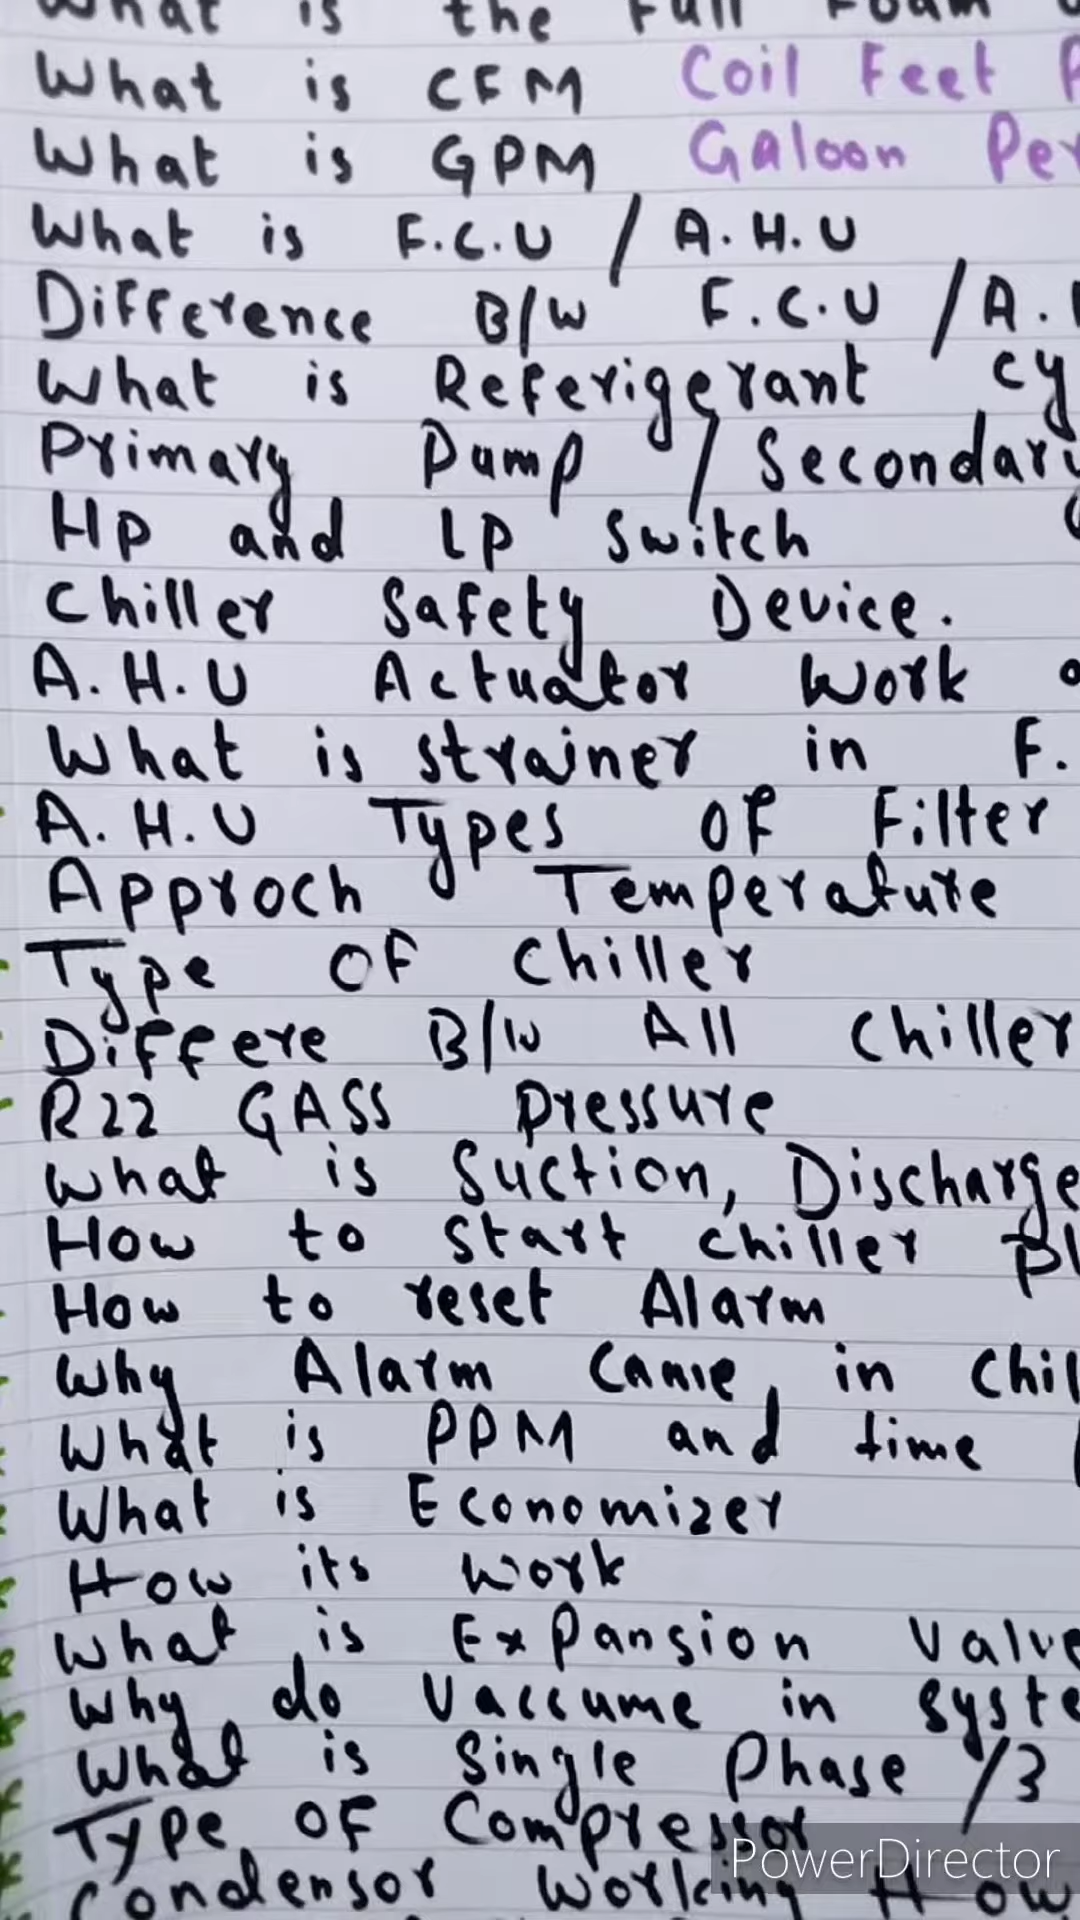 What is the Full Foam
What is CFM Coil Feet P
What is GPM Galoon Per
What is F.C.U / A.H.U
Difference B/W F.C.U / A.
What is Referigerant cy
Primary Pump / Secondary
HP and LP Switch
Chiller Safety Device.
A.H.U Actuator Work o
What is strainer in F.
A.H.U Types OF Filter
Approch Temperature
Type OF Chiller
Differe B/W All Chiller
R22 GASS Pressure
What is Suction, Discharge
How to start chiller Pl
How to reset Alarm
Why Alarm Came in Chil
What is PPM and time
What is Economizer
How its Work
What is Expansion Valve
Why do Vaccume in syste
What is Single Phase / 3
Type OF Compressor
Condensor Working How
PowerDirector